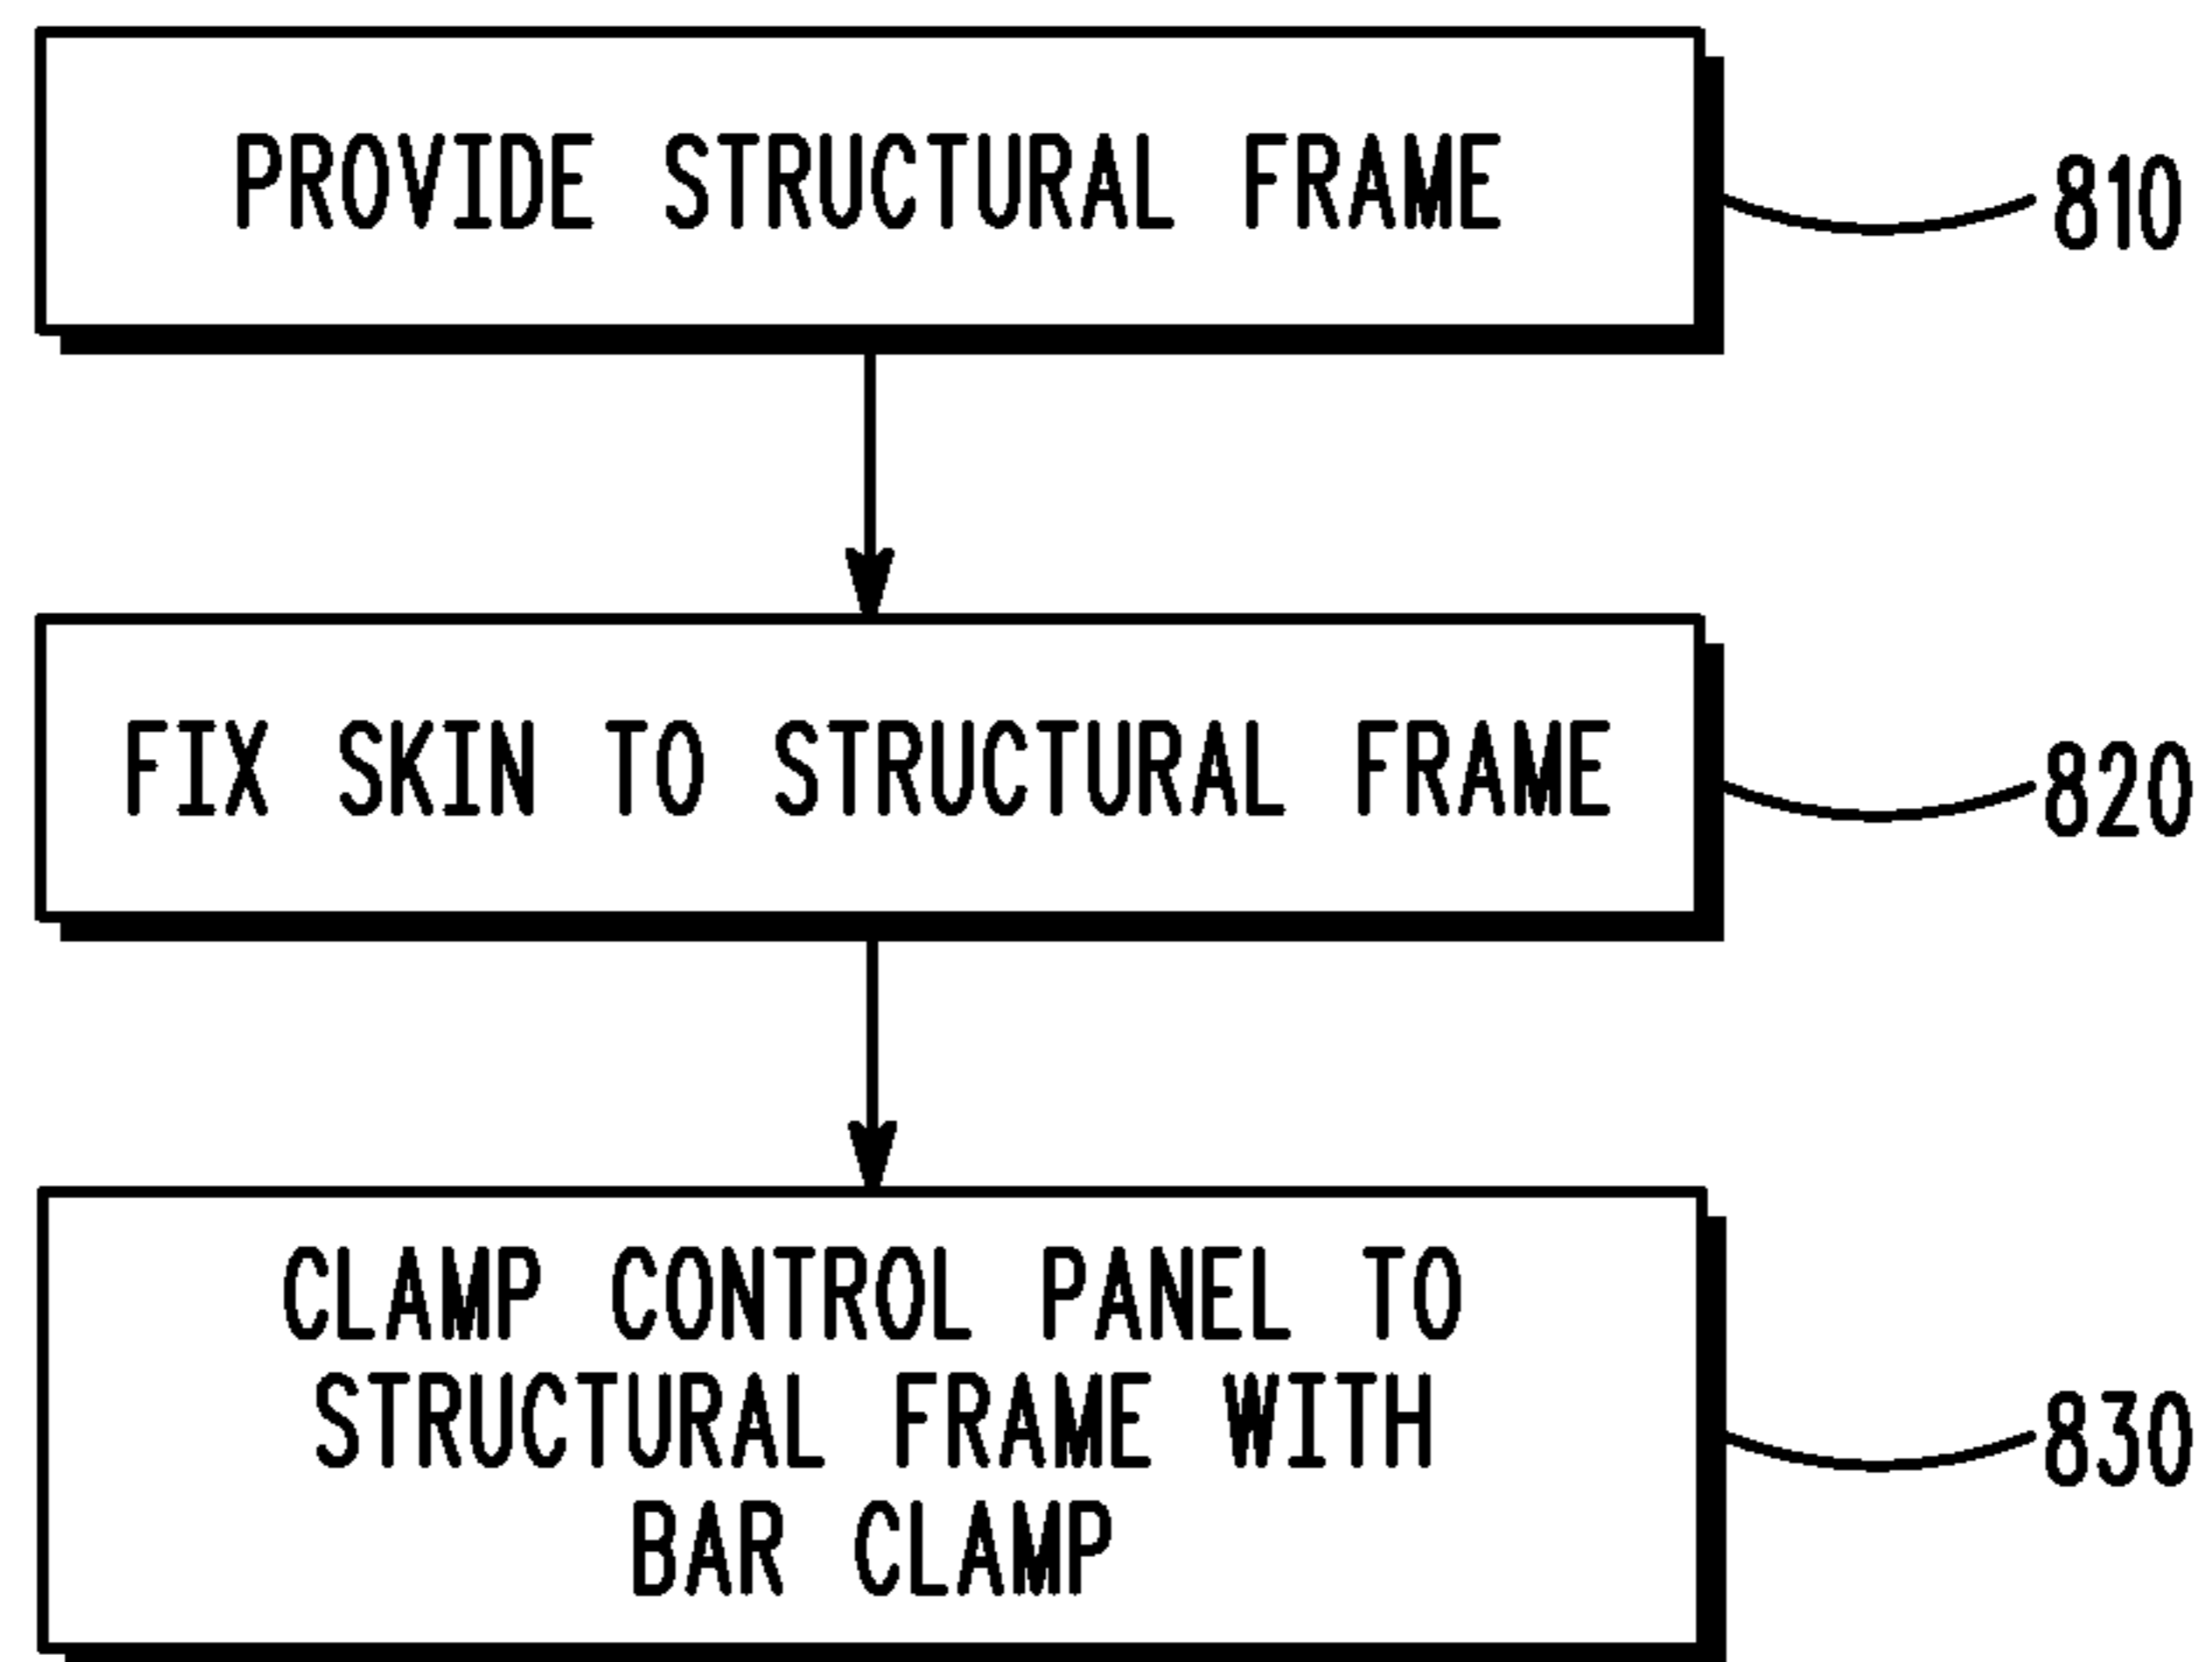 PROVIDE STRUCTURAL FRAME
810
FIX SKIN TO STRUCTURAL FRAME
820
CLAMP CONTROL PANEL TO
STRUCTURAL FRAME WITH
BAR CLAMP
830